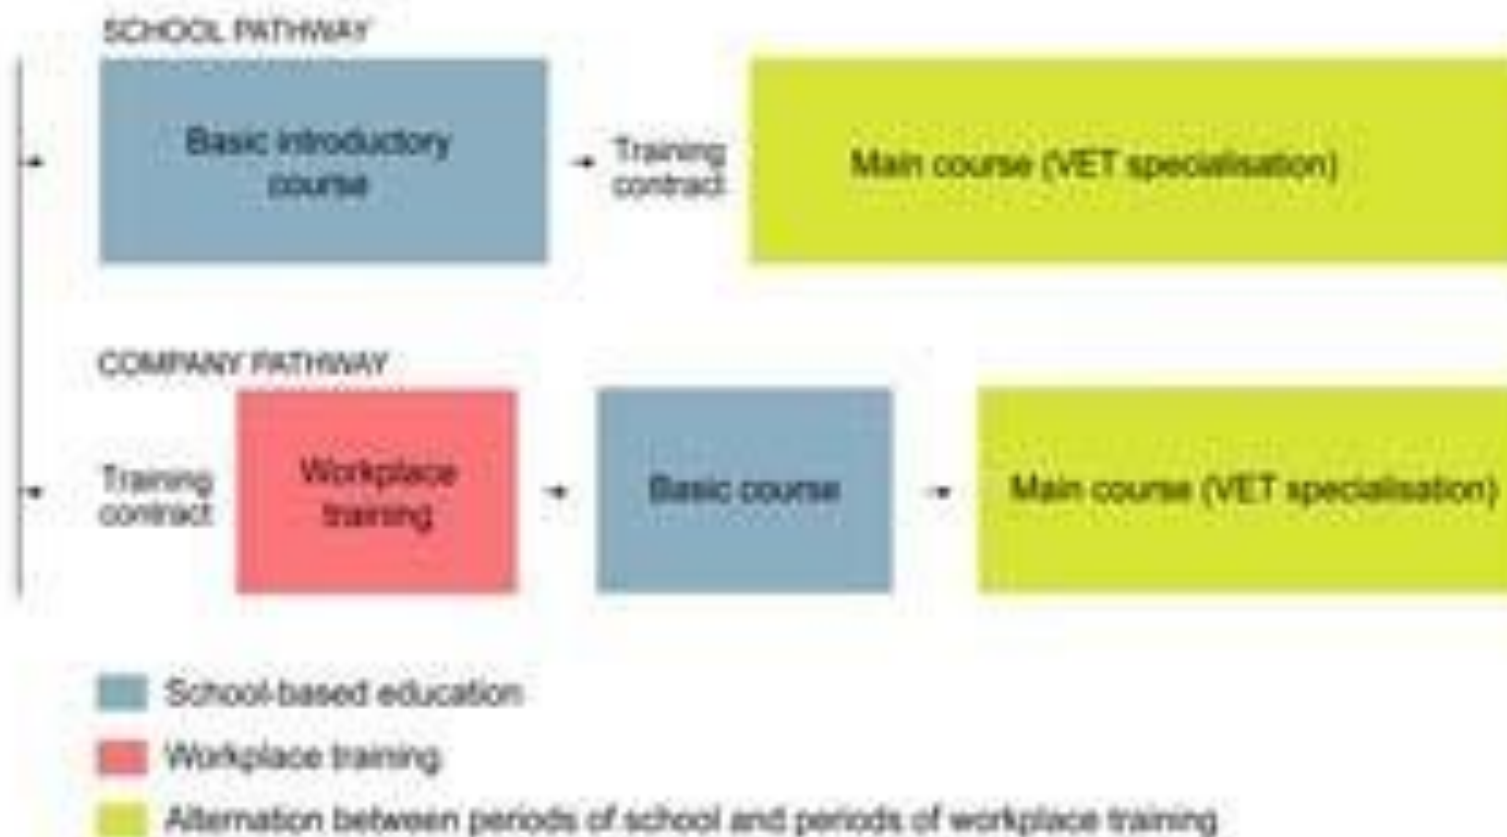 SCHOOL PATHWAY
Basic introductory
course
Training
contract
Main course (VET specialisation)
COMPANY PATHWAY
Training
contract
Workplace
training
Basic course
Main course (VET specialisation)
School-based education
Workplace training
Alternation between periods of school and periods of workplace training